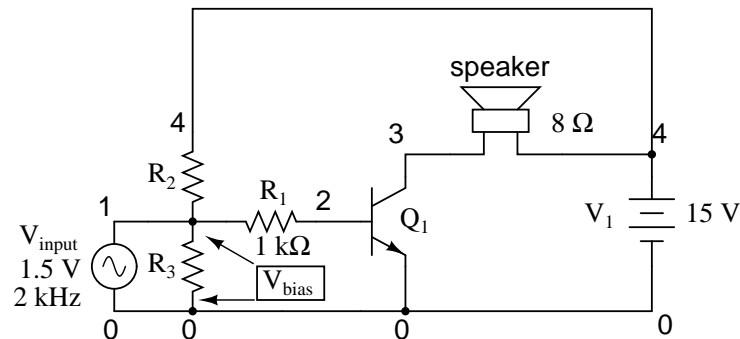 speaker
4
3
8 Ω
4
R2
R1
1
2
Q1
V1
15 V
Vinput
1.5 V
2 kHz
1 kΩ
R3
Vbias
0
0
0
0